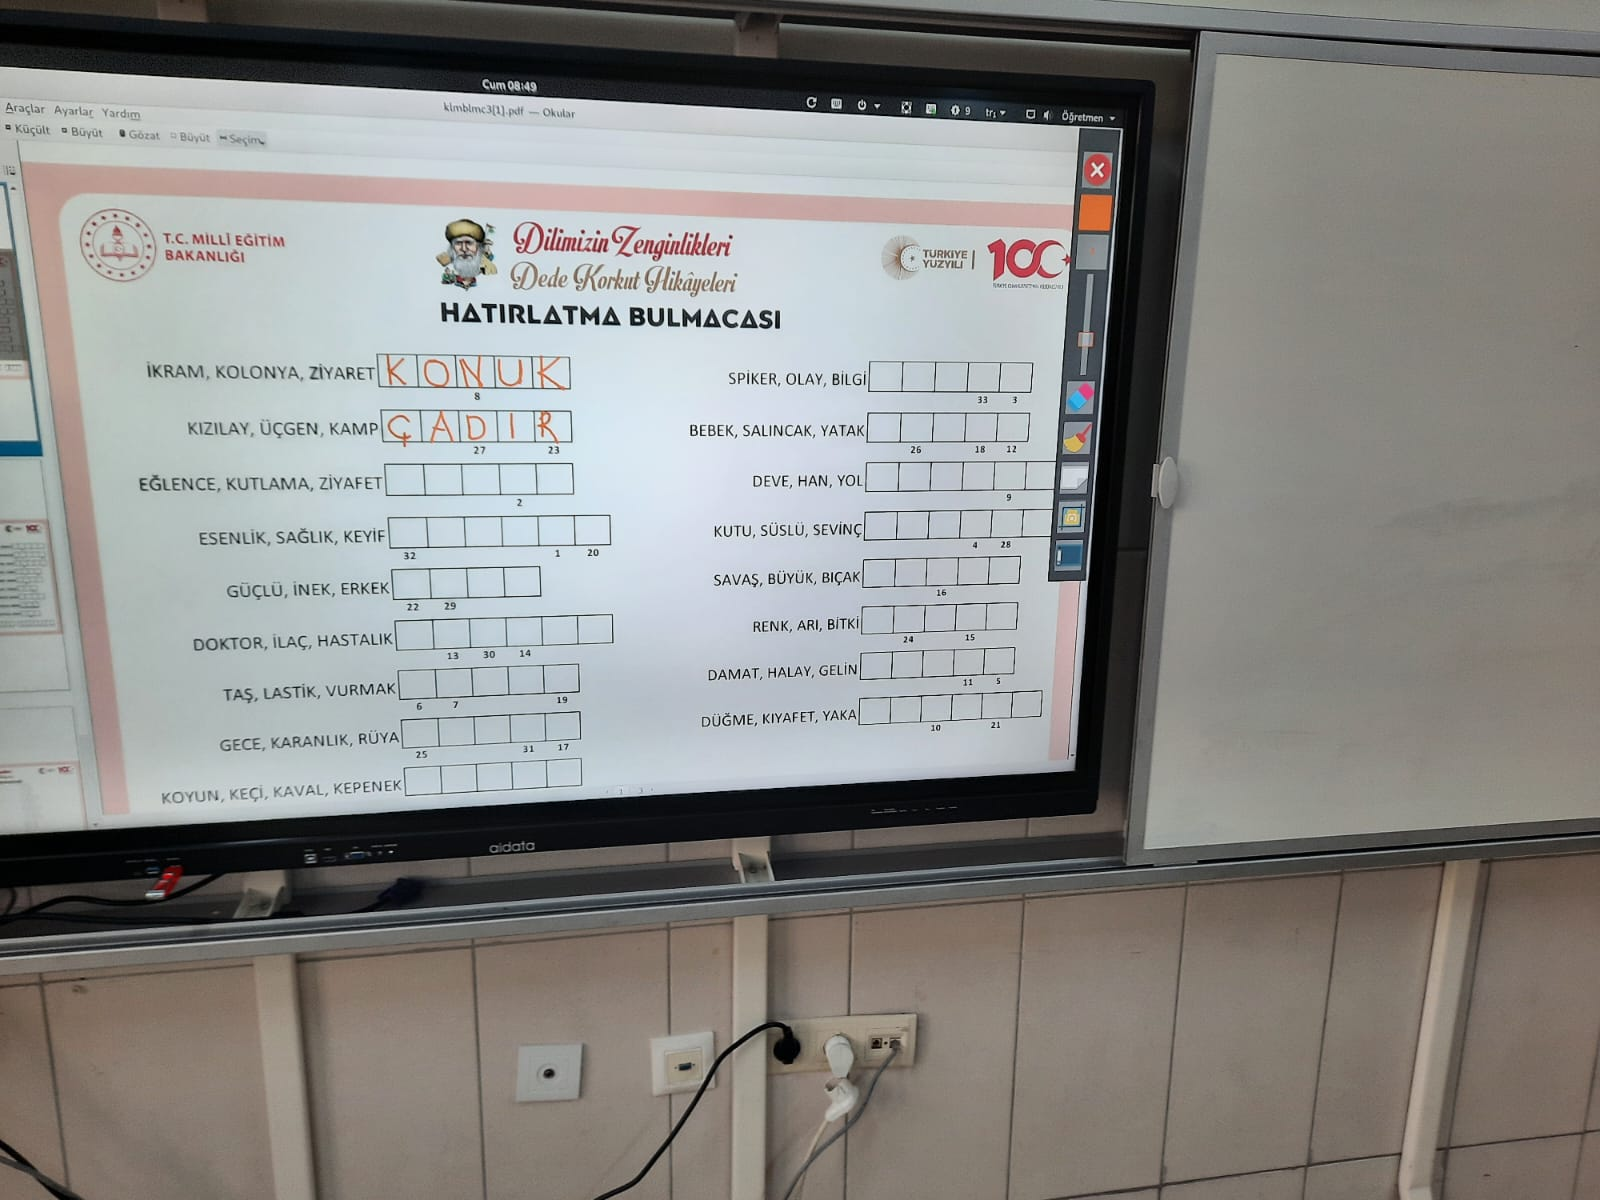 Cum 08:49
klmblmc3[1].pdf — Okular
9 tr₁ Öğretmen
Araçlar Ayarlar Yardım
Küçült Büyüt Gözat Büyüt Seçim
T.C. MİLLÎ EĞİTİM
BAKANLIĞI
Dilimizin Zenginlikleri
Dede Korkut Hikâyeleri
TÜRKİYE
YÜZYILI
100
HATIRLATMA BULMACASI
İKRAM, KOLONYA, ZİYARET KONUK
8
KIZILAY, ÜÇGEN, KAMP ÇADIR
27 23
EĞLENCE, KUTLAMA, ZİYAFET
2
ESENLİK, SAĞLIK, KEYİF
32 1 20
GÜÇLÜ, İNEK, ERKEK
22 29
DOKTOR, İLAÇ, HASTALIK
13 30 14
TAŞ, LASTİK, VURMAK
6 7 19
GECE, KARANLIK, RÜYA
25 31 17
KOYUN, KEÇİ, KAVAL, KEPENEK
SPİKER, OLAY, BİLGİ
33 3
BEBEK, SALINCAK, YATAK
26 18 12
DEVE, HAN, YOL
9
KUTU, SÜSLÜ, SEVİNÇ
4 28
SAVAŞ, BÜYÜK, BIÇAK
16
RENK, ARI, BİTKİ
24 15
DAMAT, HALAY, GELİN
11 5
DÜĞME, KIYAFET, YAKA
10 21
aidata